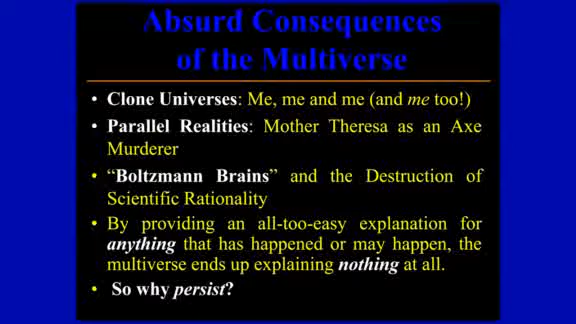 Absurd Consequences
of the Multiverse
• Clone Universes: Me, me and me (and me too!)
• Parallel Realities: Mother Theresa as an Axe
Murderer
• “Boltzmann Brains” and the Destruction of
Scientific Rationality
• By providing an all-too-easy explanation for
anything that has happened or may happen, the
multiverse ends up explaining nothing at all.
• So why persist?